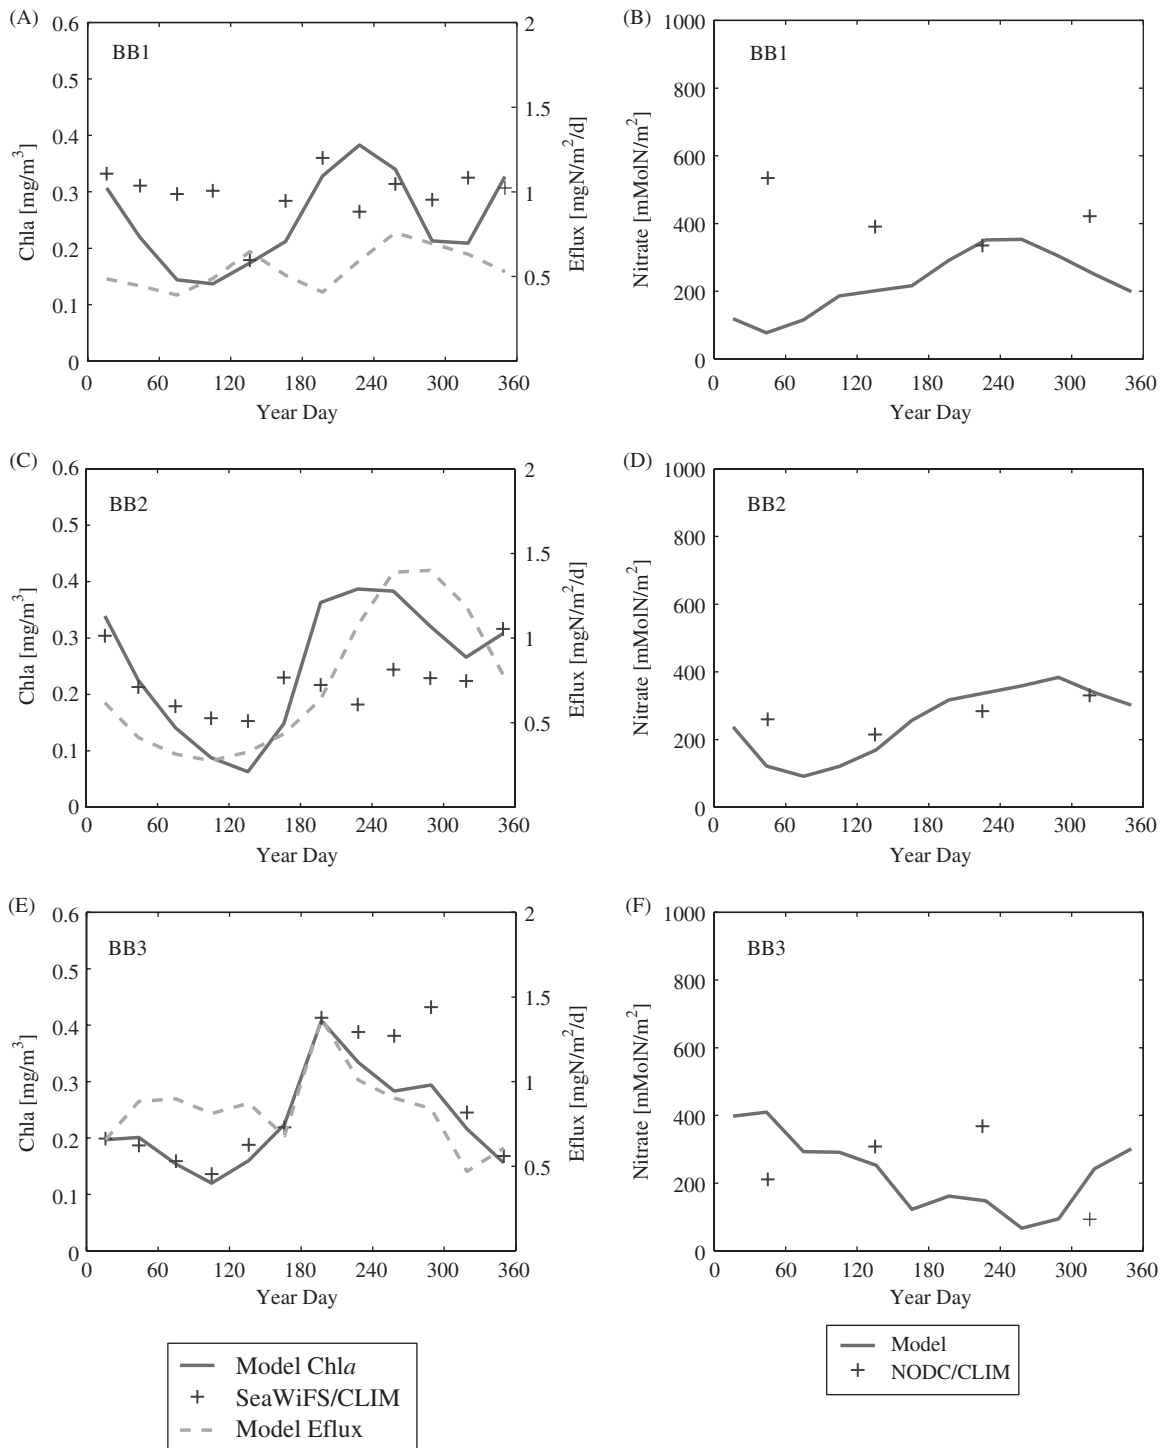 (A)
BB1
0.6
0.5
0.4
0.3
0.2
0.1
0
Chla [mg/m³]
2
1.5
1
0.5
Eflux [mgN/m²/d]
0 60 120 180 240 300 360
Year Day
(B)
BB1
1000
800
600
400
200
0
Nitrate [mMolN/m²]
0 60 120 180 240 300 360
Year Day
(C)
BB2
0.6
0.5
0.4
0.3
0.2
0.1
0
Chla [mg/m³]
2
1.5
1
0.5
Eflux [mgN/m²/d]
0 60 120 180 240 300 360
Year Day
(D)
BB2
1000
800
600
400
200
0
Nitrate [mMolN/m²]
0 60 120 180 240 300 360
Year Day
(E)
BB3
0.6
0.5
0.4
0.3
0.2
0.1
0
Chla [mg/m³]
2
1.5
1
0.5
Eflux [mgN/m²/d]
0 60 120 180 240 300 360
Year Day
(F)
BB3
1000
800
600
400
200
0
Nitrate [mMolN/m²]
0 60 120 180 240 300 360
Year Day
Model Chla
SeaWiFS/CLIM
Model Eflux
Model
NODC/CLIM